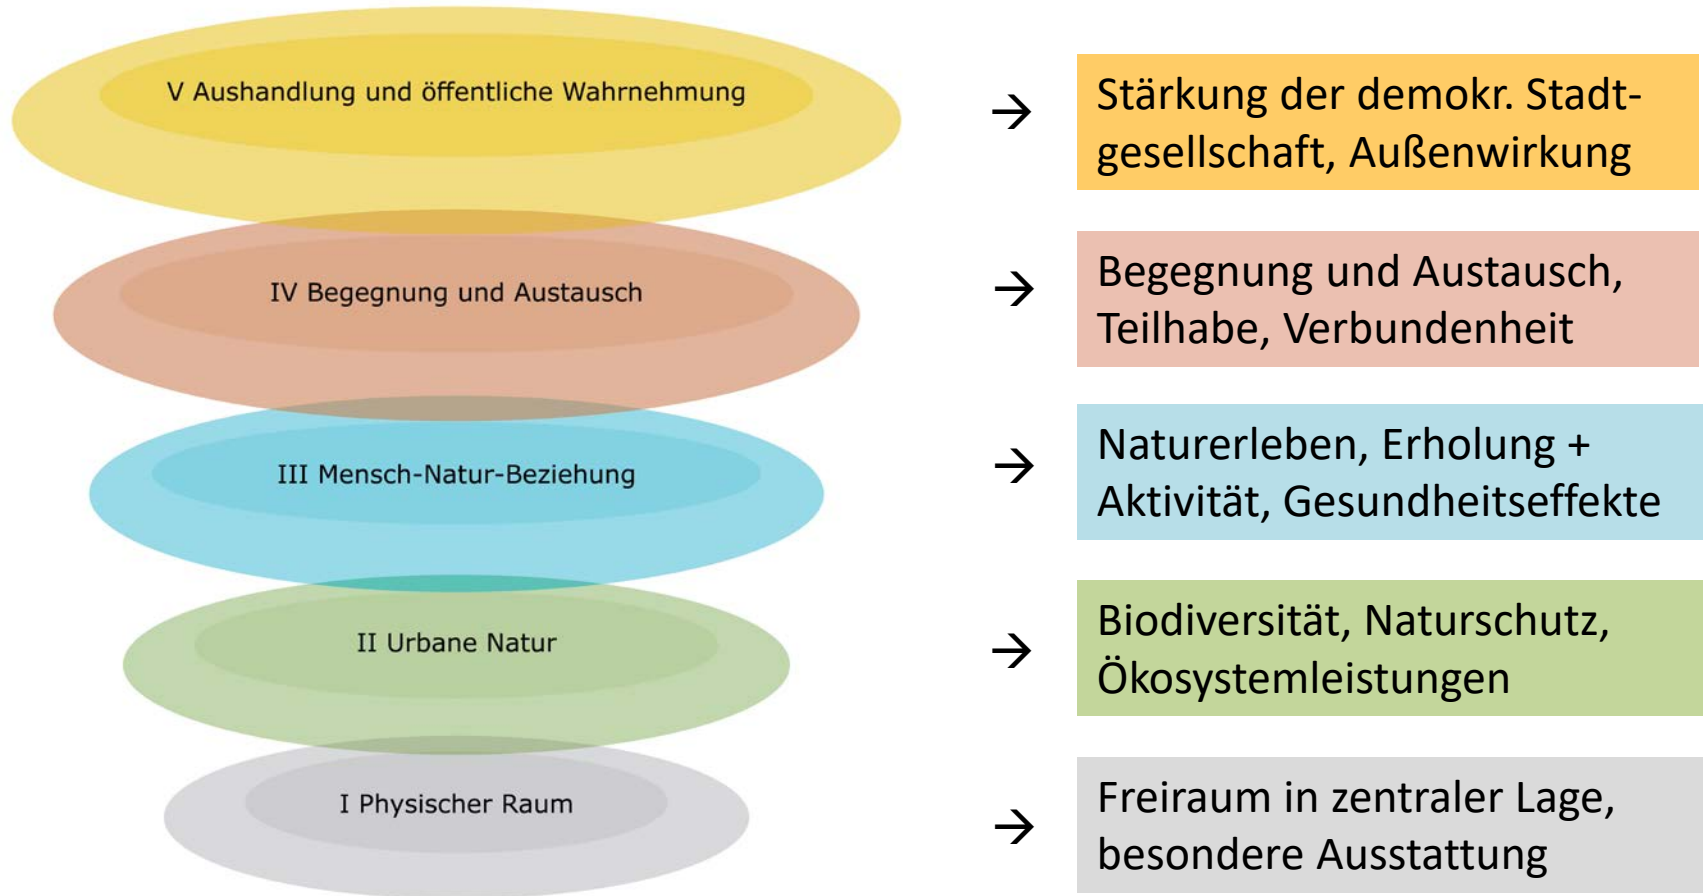 V Aushandlung und öffentliche Wahrnehmung
→ Stärkung der demokr. Stadt-
gesellschaft, Außenwirkung
IV Begegnung und Austausch
→ Begegnung und Austausch,
Teilhabe, Verbundenheit
III Mensch-Natur-Beziehung
→ Naturerleben, Erholung +
Aktivität, Gesundheitseffekte
II Urbane Natur
→ Biodiversität, Naturschutz,
Ökosystemleistungen
I Physischer Raum
→ Freiraum in zentraler Lage,
besondere Ausstattung